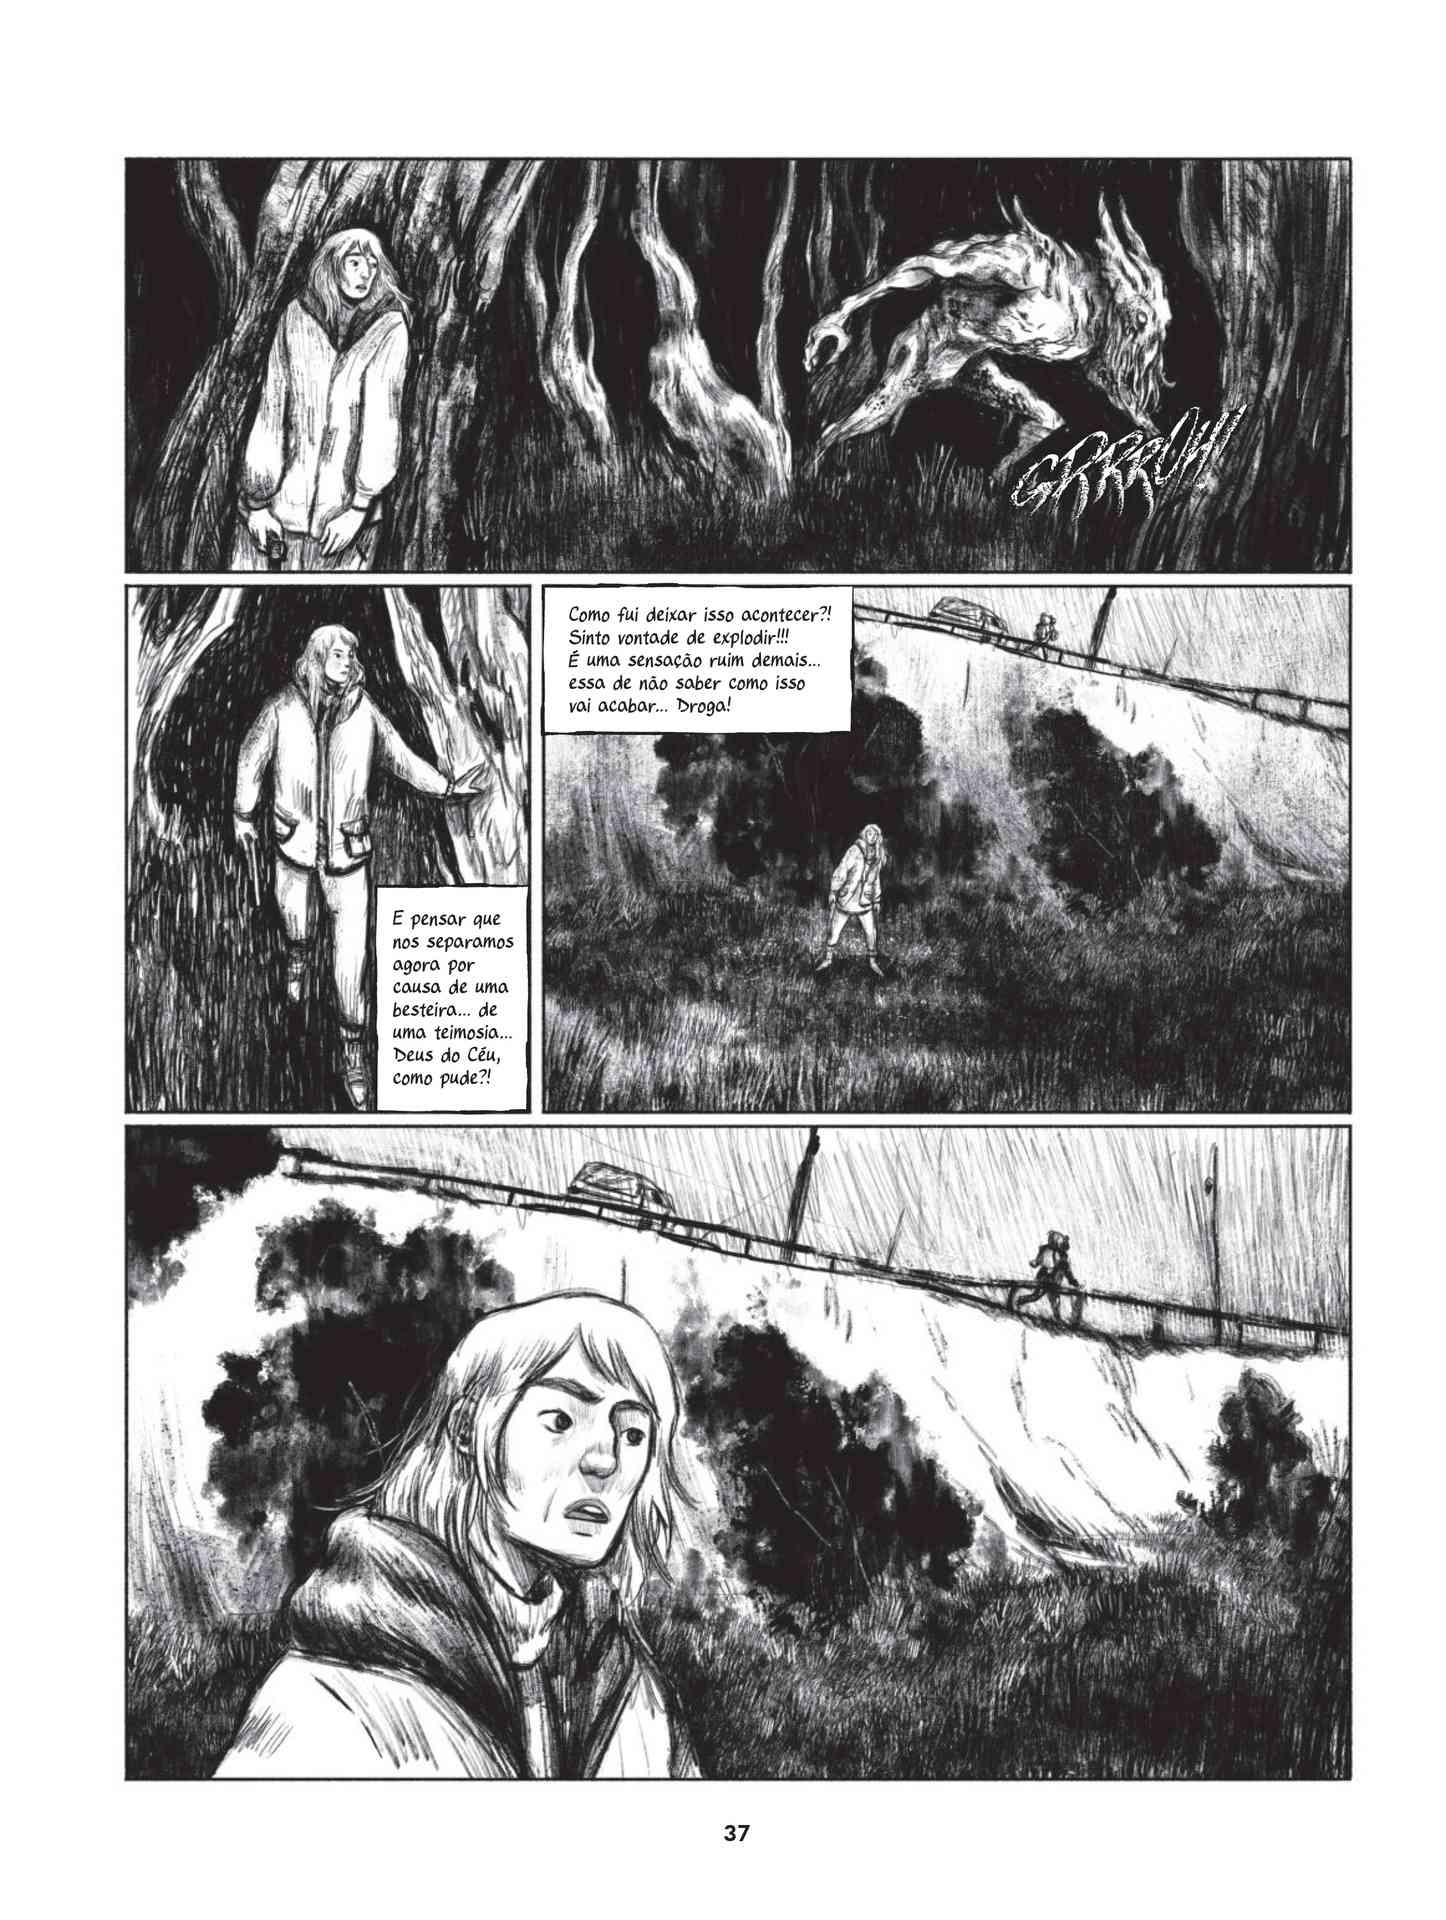 GRRRUH!
E pensar que
nos separamos
agora por
causa de uma
besteira... de
uma teimosia...
Deus do Céu,
como pude?!
Como fui deixar isso acontecer?!
Sinto vontade de explodir!!!
É uma sensação ruim demais...
essa de não saber como isso
vai acabar... Droga!
37